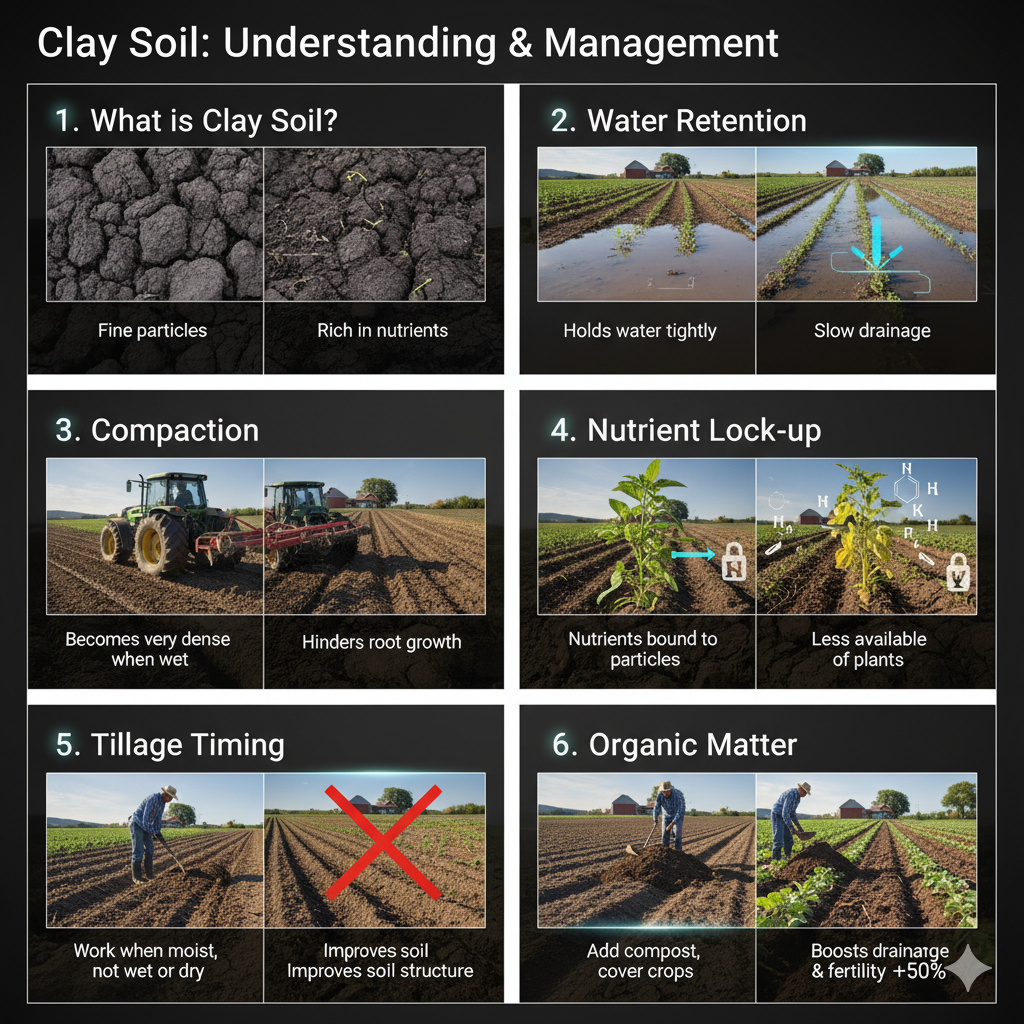 Clay Soil: Understanding & Management
1. What is Clay Soil?
Fine particles
Rich in nutrients
2. Water Retention
Holds water tightly
Slow drainage
3. Compaction
Becomes very dense
when wet
Hinders root growth
4. Nutrient Lock-up
N
N
H
H
K
H
Nutrients bound to
particles
Less available
of plants
5. Tillage Timing
Work when moist,
not wet or dry
Improves soil
Improves soil structure
6. Organic Matter
Add compost,
cover crops
Boosts drainarge
& fertility +50%